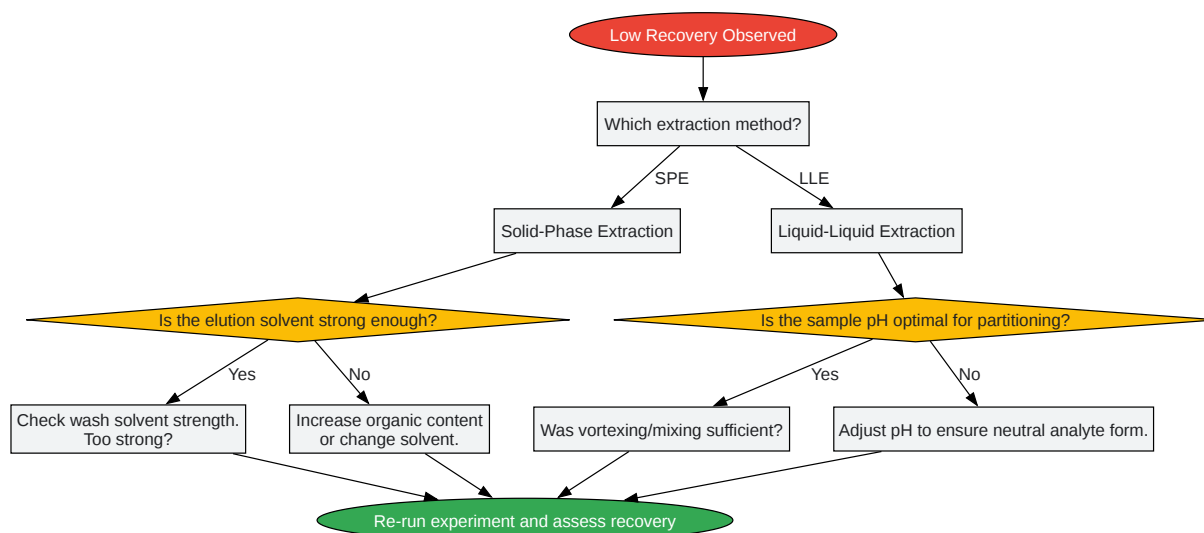 Low Recovery Observed
Which extraction method?
SPE
LLE
Solid-Phase Extraction
Liquid-Liquid Extraction
Is the elution solvent strong enough?
Is the sample pH optimal for partitioning?
Yes
No
Yes
No
Check wash solvent strength.
Too strong?
Increase organic content
or change solvent.
Was vortexing/mixing sufficient?
Adjust pH to ensure neutral analyte form.
Re-run experiment and assess recovery